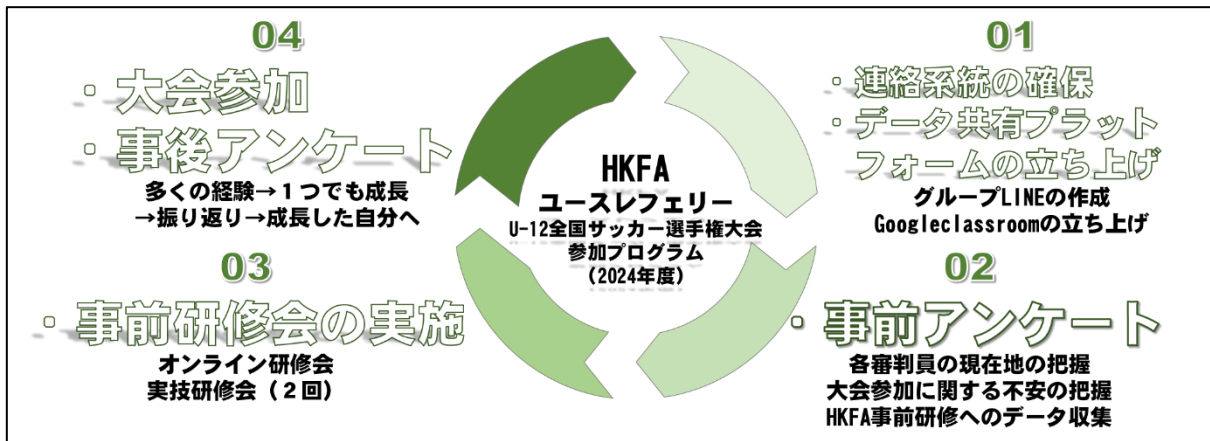 04
・大会参加
・事後アンケート
多くの経験→１つでも成長
→振り返り→成長した自分へ
01
・連絡系統の確保
・データ共有プラット
フォームの立ち上げ
グループLINEの作成
Googleclassroomの立ち上げ
HKFA
ユースレフェリー
U-12全国サッカー選手権大会
参加プログラム
（2024年度）
03
・事前研修会の実施
オンライン研修会
実技研修会（２回）
02
・事前アンケート
各審判員の現在地の把握
大会参加に関する不安の把握
HKFA事前研修へのデータ収集